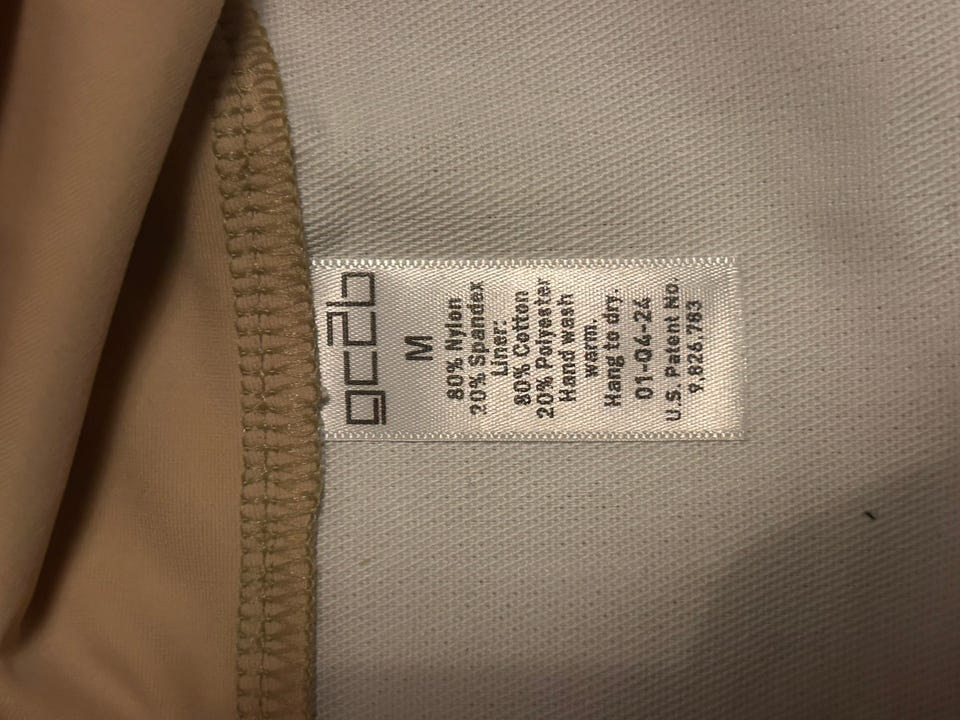 gc2b
M
80% Nylon
20% Spandex
Liner:
80% Cotton
20% Polyester
Hand wash
warm.
Hang to dry.
01-Q4-24
U.S. Patent No.
9,826,783